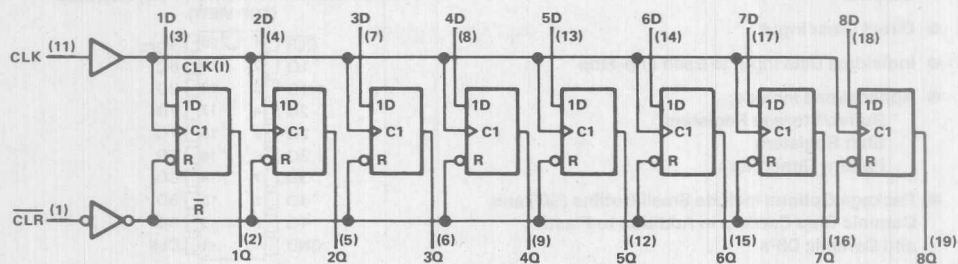 1D 2D 3D 4D 5D 6D 7D 8D
(3) (4) (7) (8) (13) (14) (17) (18)
CLK (11)
CLK(I)
1D 1D 1D 1D 1D 1D 1D 1D
C1 C1 C1 C1 C1 C1 C1 C1
R R R R R R R R
CLR (1)
R
(2) (5) (6) (9) (12) (15) (16) (19)
1Q 2Q 3Q 4Q 5Q 6Q 7Q 8Q